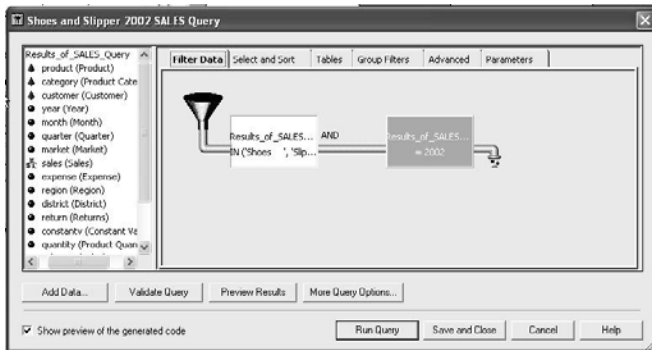 Shoes and Slipper 2002 SALES Query
Results_of_SALES_Query
product (Product)
category (Product Cate
customer (Customer)
year (Year)
month (Month)
quarter (Quarter)
market (Market)
sales (Sales)
expense (Expense)
region (Region)
district (District)
return (Returns)
constantv (Constant Va
quantity (Product Quan
Filter Data Select and Sort Tables Group Filters Advanced Parameters
Results_of_SALES...
IN ('Shoes ', 'Slip...
AND
Results_of_SALES...
= 2002
Add Data... Validate Query Preview Results More Query Options...
Show preview of the generated code
Run Query Save and Close Cancel Help